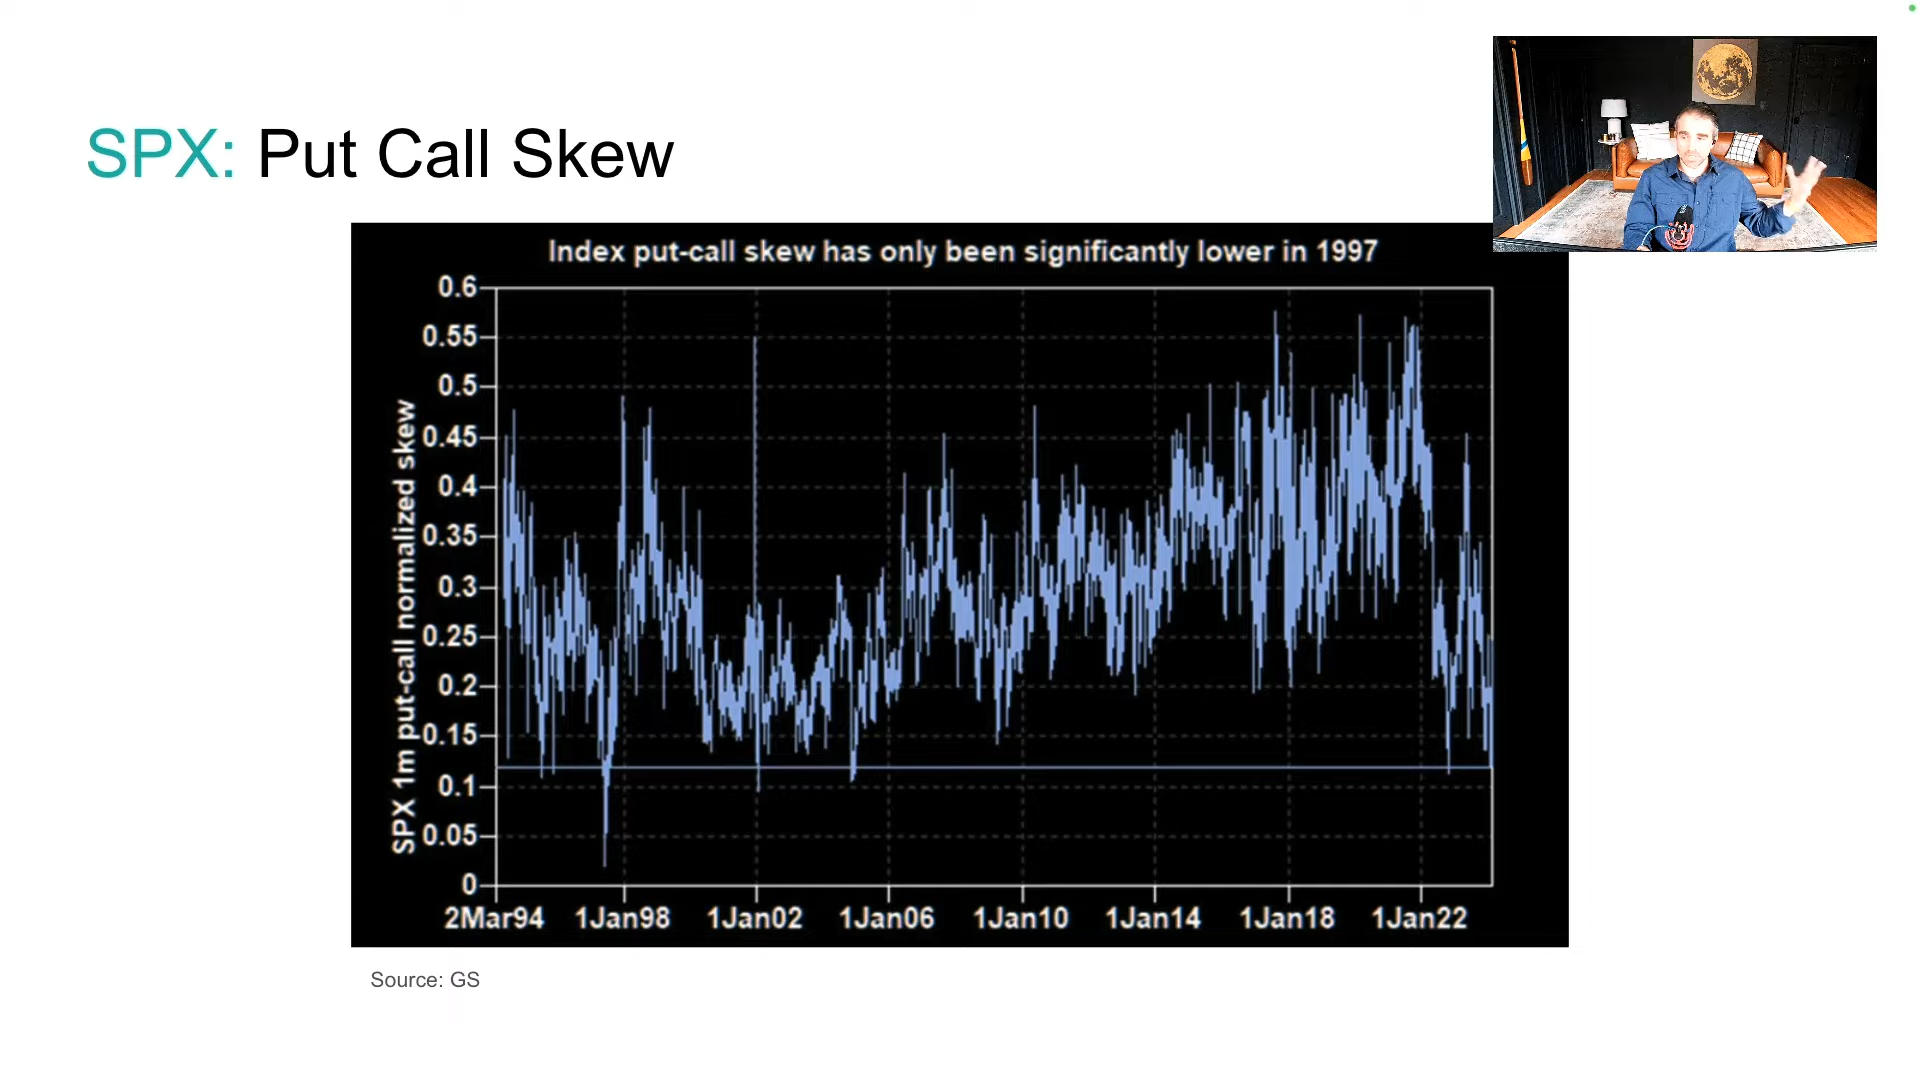 SPX: Put Call Skew
Index put-call skew has only been significantly lower in 1997
SPX 1m put-call normalized skew
0.6
0.55
0.5
0.45
0.4
0.35
0.3
0.25
0.2
0.15
0.1
0.05
0
2Mar94 1Jan98 1Jan02 1Jan06 1Jan10 1Jan14 1Jan18 1Jan22
Source: GS